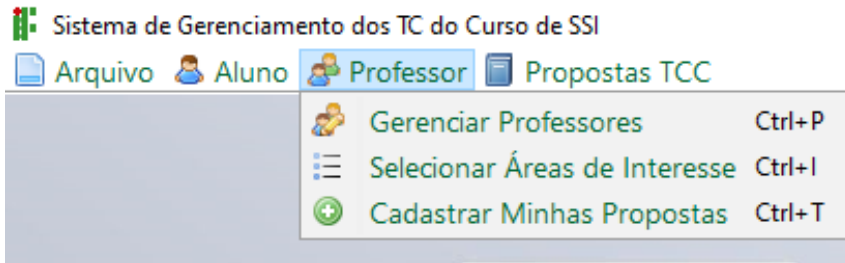 Sistema de Gerenciamento dos TC do Curso de SSI
Arquivo Aluno Professor Propostas TCC
Gerenciar Professores Ctrl+P
Selecionar Áreas de Interesse Ctrl+I
Cadastrar Minhas Propostas Ctrl+T